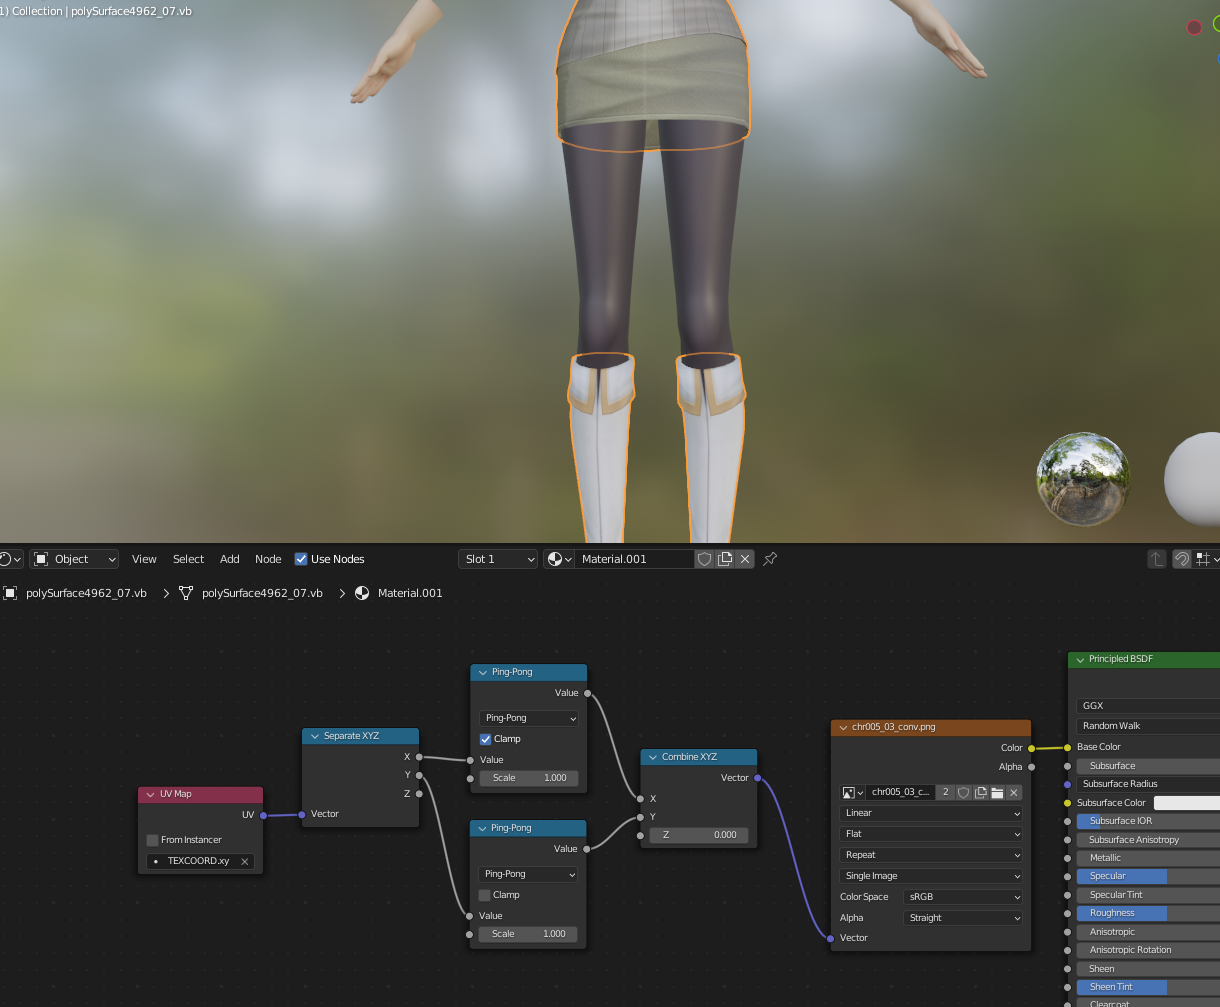 1) Collection | polySurface4962_07.vb
Object
View
Select
Add
Node
Use Nodes
Slot 1
Material.001
polySurface4962_07.vb > polySurface4962_07.vb > Material.001
UV Map
UV
From Instancer
TEXCOORD.xy
Separate XYZ
X
Y
Z
Vector
Ping-Pong
Value
Ping-Pong
Clamp
Value
Scale 1.000
Ping-Pong
Value
Ping-Pong
Clamp
Value
Scale 1.000
Combine XYZ
Vector
X
Y
Z 0.000
chr005_03_conv.png
Color
Alpha
chr005_03_c... 2
Linear
Flat
Repeat
Single Image
Color Space sRGB
Alpha Straight
Vector
Principled BSDF
GGX
Random Walk
Base Color
Subsurface
Subsurface Radius
Subsurface Color
Subsurface IOR
Subsurface Anisotropy
Metallic
Specular
Specular Tint
Roughness
Anisotropic
Anisotropic Rotation
Sheen
Sheen Tint
Clearcoat